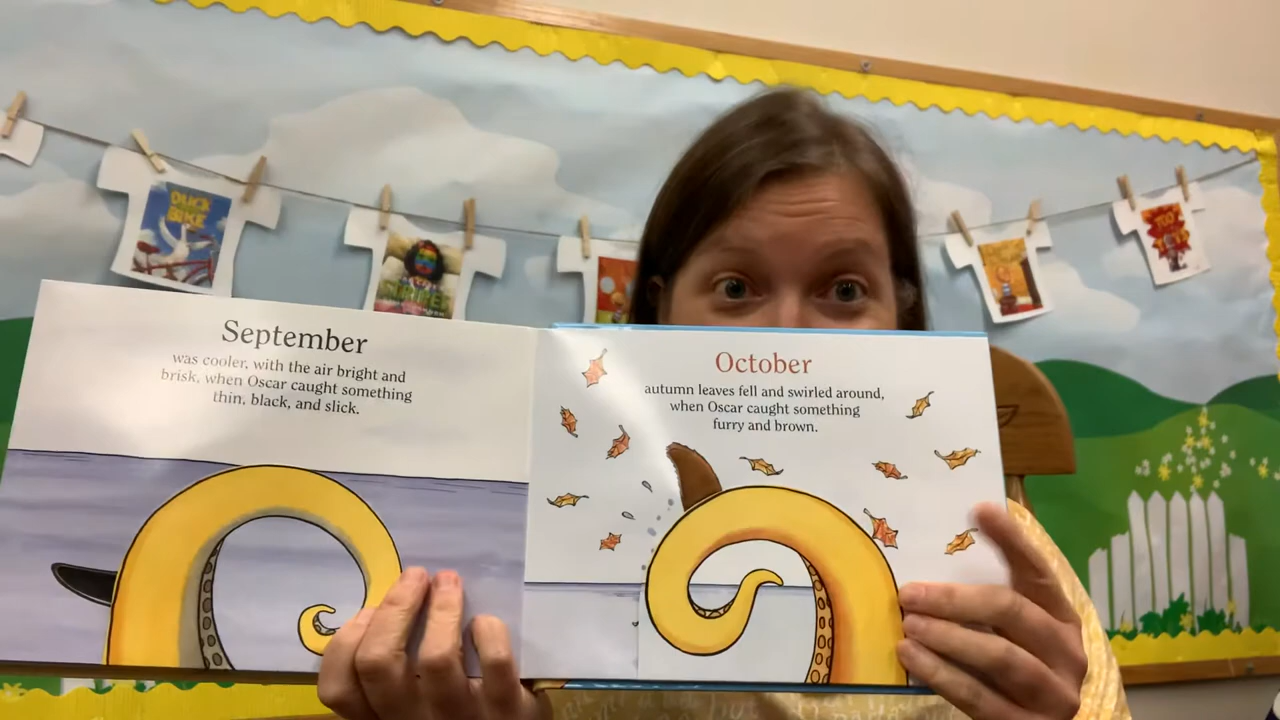 DUCK
BIKE
September
was cooler, with the air bright and
brisk, when Oscar caught something
thin, black, and slick.
October
autumn leaves fell and swirled around,
when Oscar caught something
furry and brown.
TOO